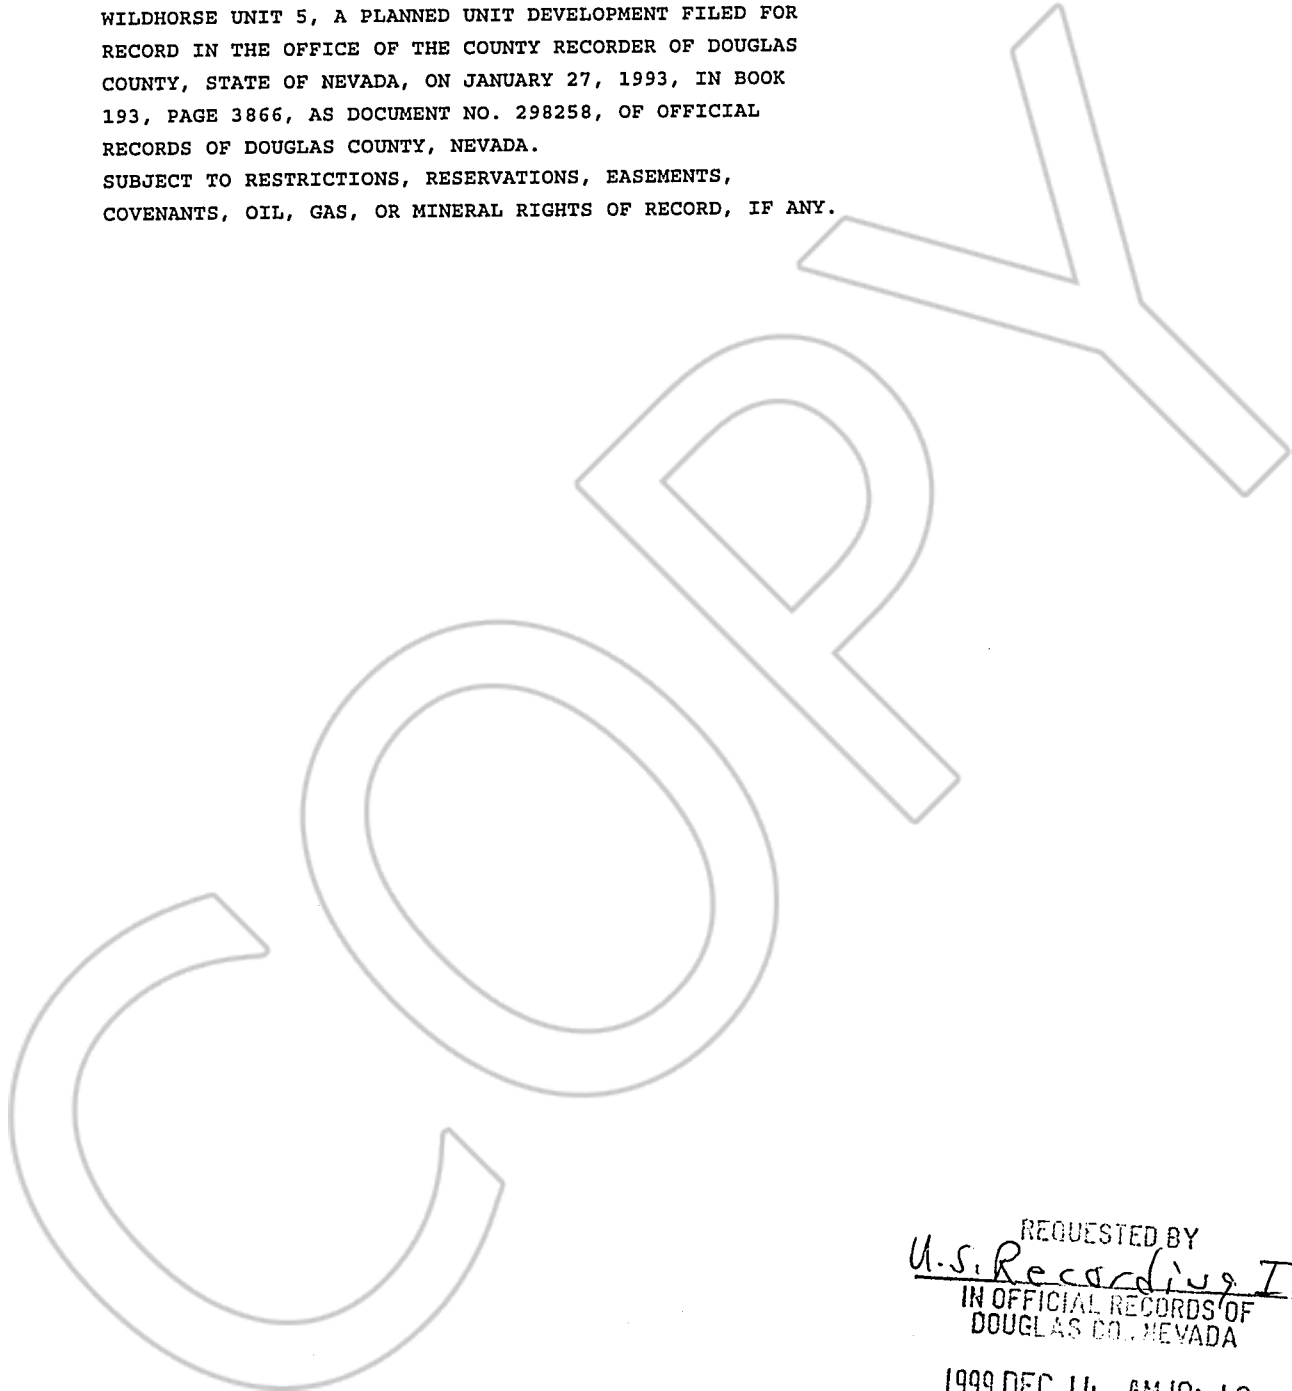 WILDHORSE UNIT 5, A PLANNED UNIT DEVELOPMENT FILED FOR
RECORD IN THE OFFICE OF THE COUNTY RECORDER OF DOUGLAS
COUNTY, STATE OF NEVADA, ON JANUARY 27, 1993, IN BOOK
193, PAGE 3866, AS DOCUMENT NO. 298258, OF OFFICIAL
RECORDS OF DOUGLAS COUNTY, NEVADA.
SUBJECT TO RESTRICTIONS, RESERVATIONS, EASEMENTS,
COVENANTS, OIL, GAS, OR MINERAL RIGHTS OF RECORD, IF ANY.
COPY
REQUESTED BY
U.S. Recording I
IN OFFICIAL RECORDS OF
DOUGLAS CO., NEVADA
1999 DEC 14 AM 10: